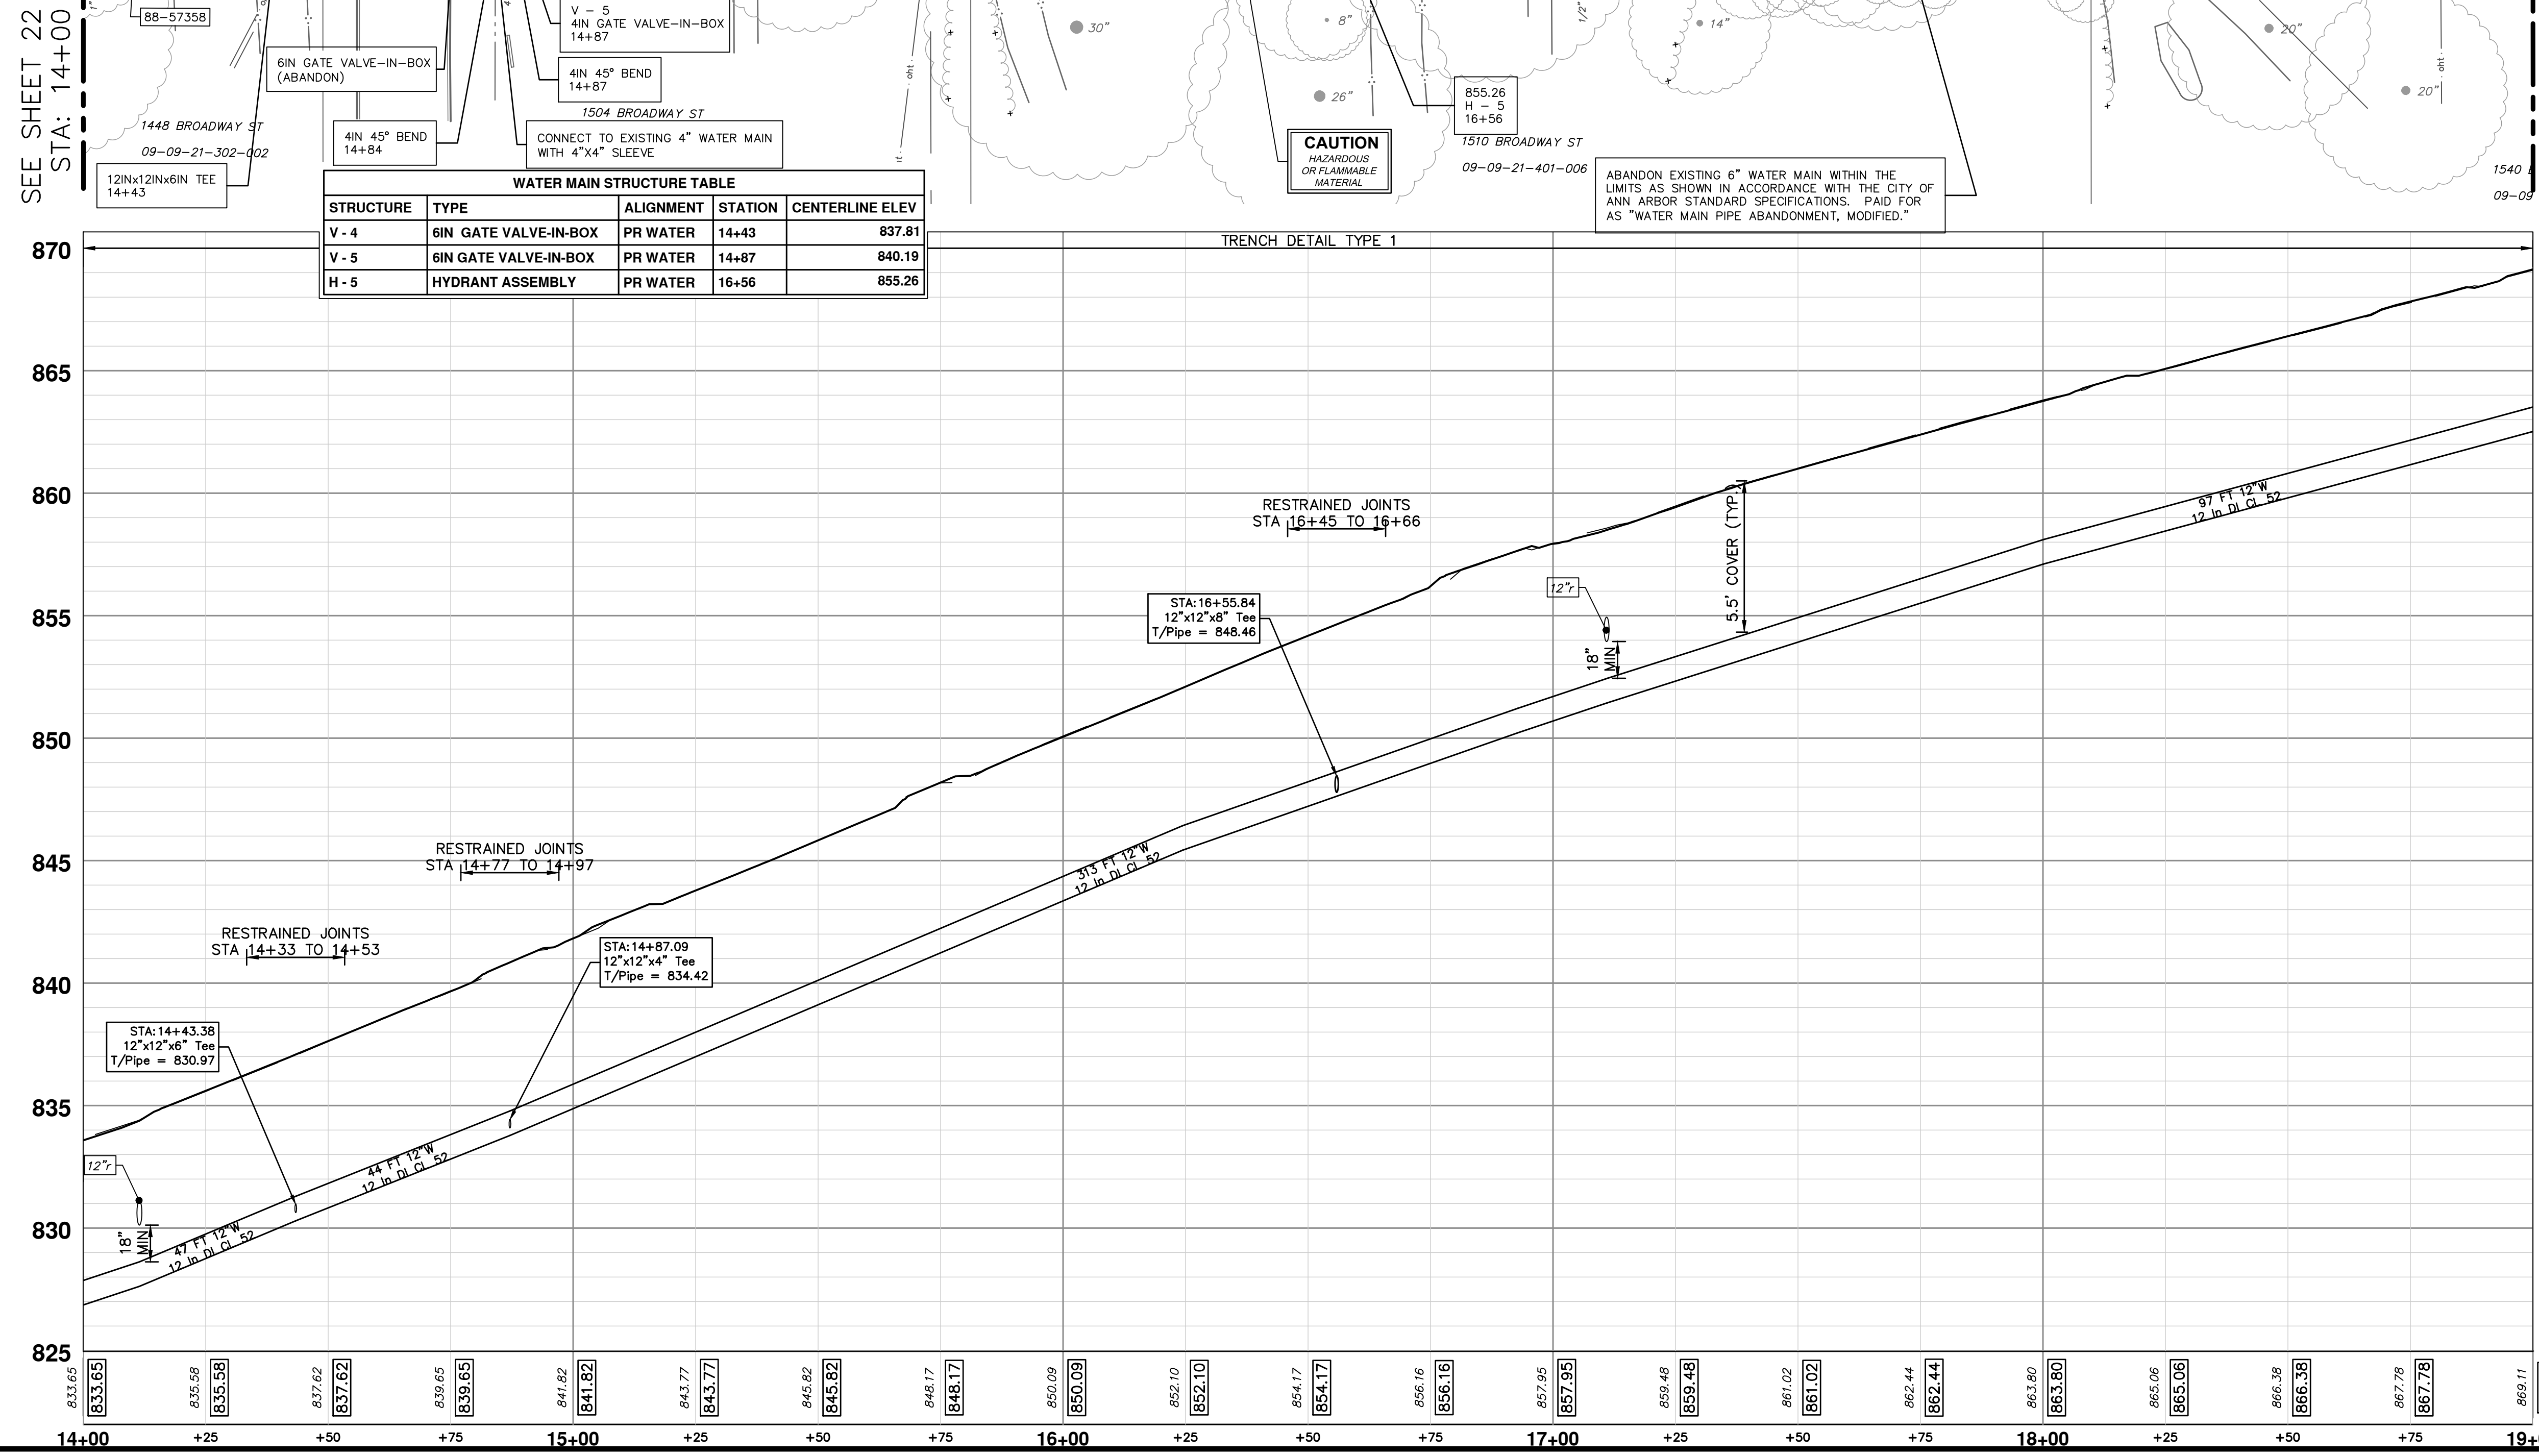 SEE SHEET 22
STA: 14+00
88-57358
6IN GATE VALVE-IN-BOX
(ABANDON)
V - 5
4IN GATE VALVE-IN-BOX
14+87
4IN 45° BEND
14+87
1504 BROADWAY ST
1448 BROADWAY ST
09-09-21-302-002
4IN 45° BEND
14+84
CONNECT TO EXISTING 4" WATER MAIN
WITH 4"X4" SLEEVE
12INx12INx6IN TEE
14+43
oht
30"
26"
8"
1/2"
14"
20"
oht
20"
CAUTION
HAZARDOUS
OR FLAMMABLE
MATERIAL
855.26
H - 5
16+56
1510 BROADWAY ST
09-09-21-401-006
ABANDON EXISTING 6" WATER MAIN WITHIN THE
LIMITS AS SHOWN IN ACCORDANCE WITH THE CITY OF
ANN ARBOR STANDARD SPECIFICATIONS. PAID FOR
AS "WATER MAIN PIPE ABANDONMENT, MODIFIED."
1540
09-09
WATER MAIN STRUCTURE TABLE
STRUCTURE TYPE ALIGNMENT STATION CENTERLINE ELEV
V - 4 6IN GATE VALVE-IN-BOX PR WATER 14+43 837.81
V - 5 6IN GATE VALVE-IN-BOX PR WATER 14+87 840.19
H - 5 HYDRANT ASSEMBLY PR WATER 16+56 855.26
TRENCH DETAIL TYPE 1
870
865
860
855
850
845
840
835
830
825
RESTRAINED JOINTS
STA 16+45 TO 16+66
5.5' COVER (TYP.)
97 FT 12"W
12 In DI CL 52
STA:16+55.84
12"x12"x8" Tee
T/Pipe = 848.46
12"r
18"
MIN
RESTRAINED JOINTS
STA 14+77 TO 14+97
313 FT 12"W
12 In DI CL 52
RESTRAINED JOINTS
STA 14+33 TO 14+53
STA:14+87.09
12"x12"x4" Tee
T/Pipe = 834.42
STA:14+43.38
12"x12"x6" Tee
T/Pipe = 830.97
12"r
18"
MIN
44 FT 12"W
12 In DI CL 52
47 FT 12"W
12 In DI CL 52
833.65 833.65 835.58 835.58 837.62 837.62 839.65 839.65 841.82 841.82 843.77 843.77 845.82 845.82 848.17 848.17 850.09 850.09 852.10 852.10 854.17 854.17 856.16 856.16 857.95 857.95 859.48 859.48 861.02 861.02 862.44 862.44 863.80 863.80 865.06 865.06 866.38 866.38 867.78 867.78 869.11
14+00 +25 +50 +75 15+00 +25 +50 +75 16+00 +25 +50 +75 17+00 +25 +50 +75 18+00 +25 +50 +75 19+